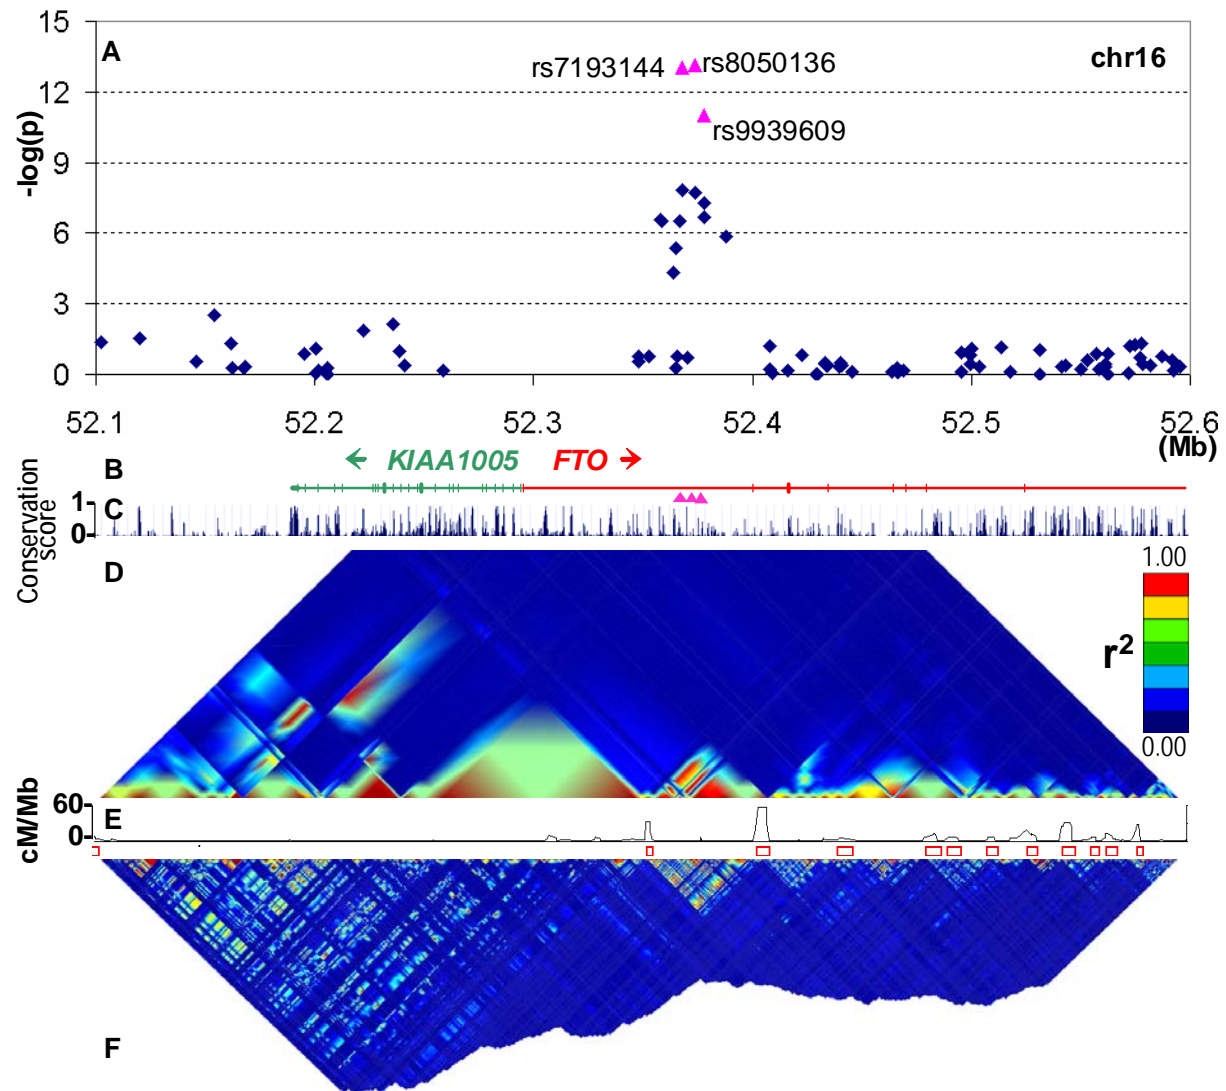 A
chr16
15
12
9
6
3
0
-log(p)
rs7193144
rs8050136
rs9939609
52.1 52.2 52.3 52.4 52.5 52.6
(Mb)
B
KIAA1005 FTO
C
1
0
Conservation
score
D
1.00
r²
0.00
E
60
0
cM/Mb
F